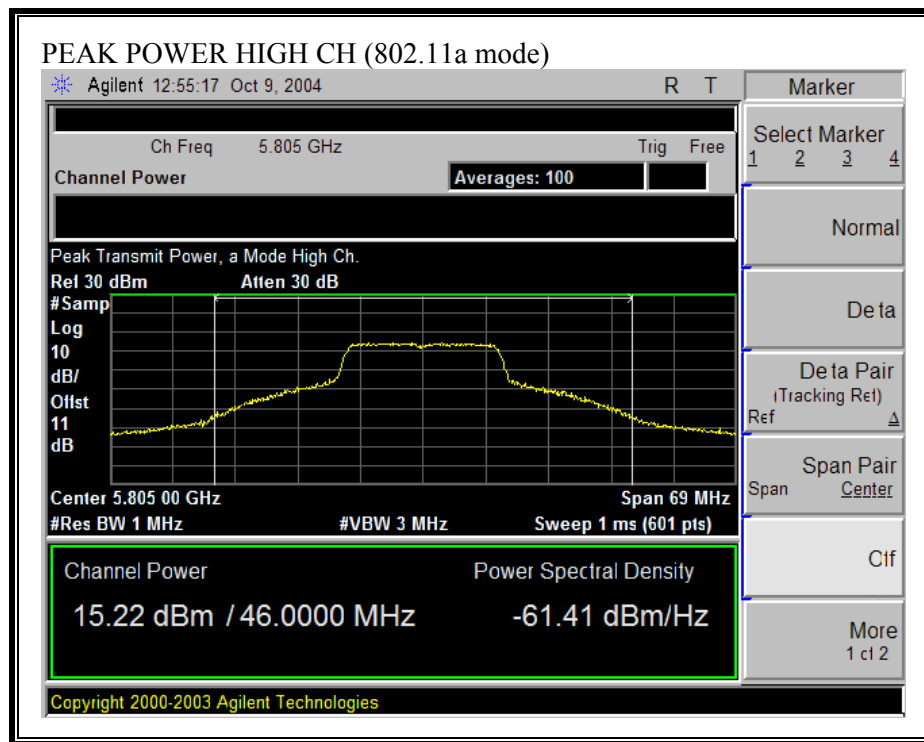 PEAK POWER HIGH CH (802.11a mode)
Agilent 12:55:17 Oct 9, 2004 R T
Ch Freq 5.805 GHz Trig Free
Channel Power Averages: 100
Peak Transmit Power, a Mode High Ch.
Ref 30 dBm Atten 30 dB
#Samp
Log
10
dB/
Offst
11
dB
Center 5.805 00 GHz Span 69 MHz
#Res BW 1 MHz #VBW 3 MHz Sweep 1 ms (601 pts)
Channel Power Power Spectral Density
15.22 dBm / 46.0000 MHz -61.41 dBm/Hz
Copyright 2000-2003 Agilent Technologies
Marker
Select Marker
1 2 3 4
Normal
Delta
Delta Pair
(Tracking Ref)
Ref Δ
Span Pair
Span Center
Off
More
1 of 2